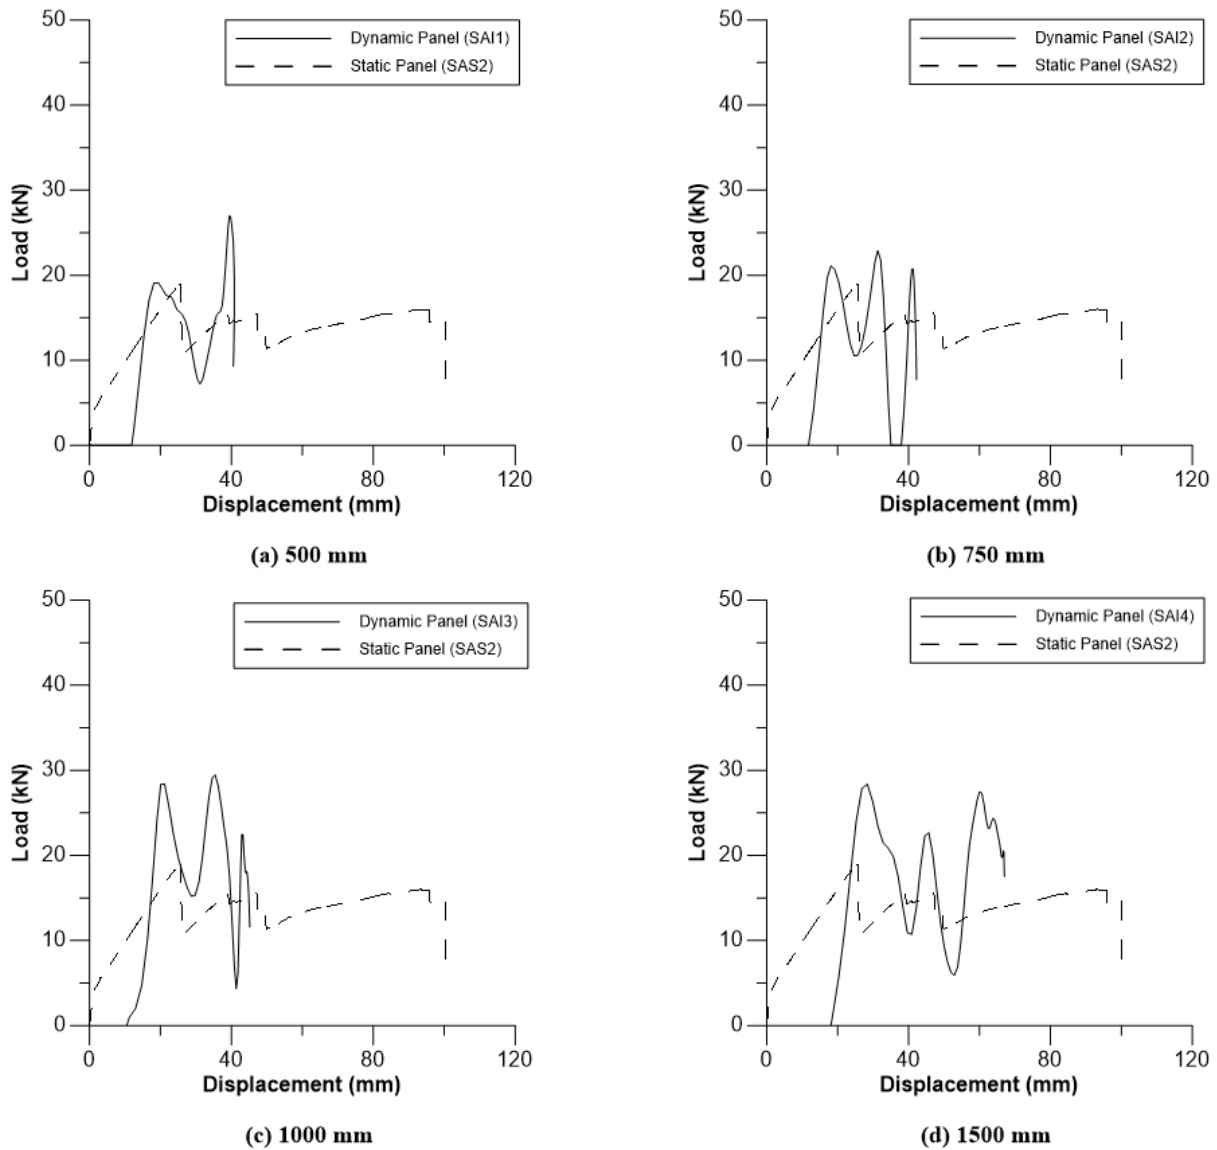 50
40
30
20
10
0
Load (kN)
Dynamic Panel (SAI1)
Static Panel (SAS2)
0 40 80 120
Displacement (mm)
(a) 500 mm
50
40
30
20
10
0
Load (kN)
Dynamic Panel (SAI2)
Static Panel (SAS2)
0 40 80 120
Displacement (mm)
(b) 750 mm
50
40
30
20
10
0
Load (kN)
Dynamic Panel (SAI3)
Static Panel (SAS2)
0 40 80 120
Displacement (mm)
(c) 1000 mm
50
40
30
20
10
0
Load (kN)
Dynamic Panel (SAI4)
Static Panel (SAS2)
0 40 80 120
Displacement (mm)
(d) 1500 mm